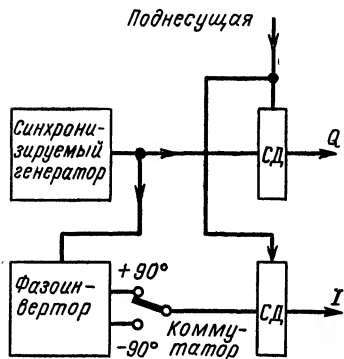 Поднесущая
Синхрони-
зируемый
генератор
СД
Q
Фазоин-
вертор
+90°
-90°
Комму-
татор
СД
I